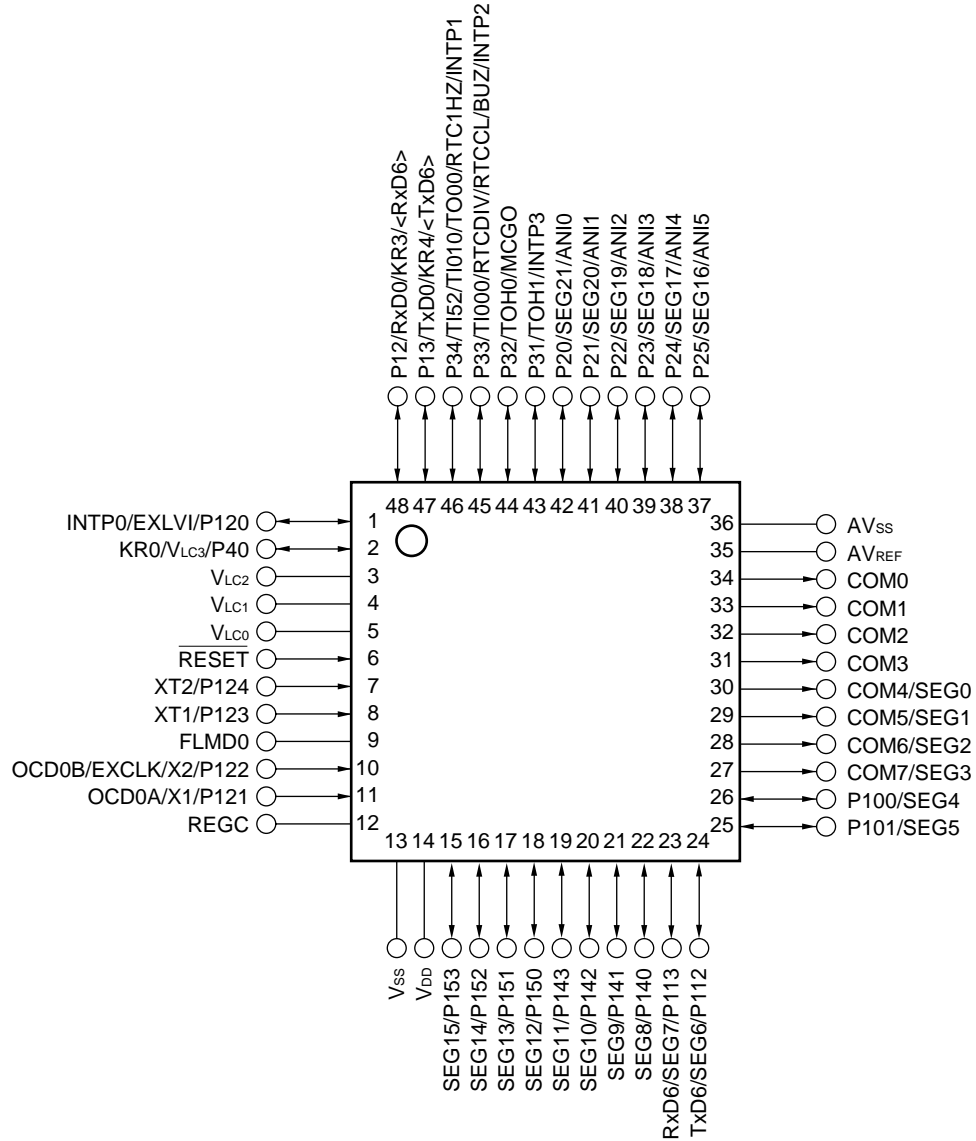 P12/RxD0/KR3/<RxD6>
P13/TxD0/KR4/<TxD6>
P34/TI52/TI010/TO00/RTC1HZ/INTP1
P33/TI000/RTCDIV/RTCCL/BUZ/INTP2
P32/TOH0/MCGO
P31/TOH1/INTP3
P20/SEG21/ANI0
P21/SEG20/ANI1
P22/SEG19/ANI2
P23/SEG18/ANI3
P24/SEG17/ANI4
P25/SEG16/ANI5
48 47 46 45 44 43 42 41 40 39 38 37
INTP0/EXLVI/P120 1
KR0/VLC3/P40 2
VLC2 3
VLC1 4
VLC0 5
RESET 6
XT2/P124 7
XT1/P123 8
FLMD0 9
OCD0B/EXCLK/X2/P122 10
OCD0A/X1/P121 11
REGC 12
36 AVSS
35 AVREF
34 COM0
33 COM1
32 COM2
31 COM3
30 COM4/SEG0
29 COM5/SEG1
28 COM6/SEG2
27 COM7/SEG3
26 P100/SEG4
25 P101/SEG5
13 14 15 16 17 18 19 20 21 22 23 24
VSS
VDD
SEG15/P153
SEG14/P152
SEG13/P151
SEG12/P150
SEG11/P143
SEG10/P142
SEG9/P141
SEG8/P140
RxD6/SEG7/P113
TxD6/SEG6/P112